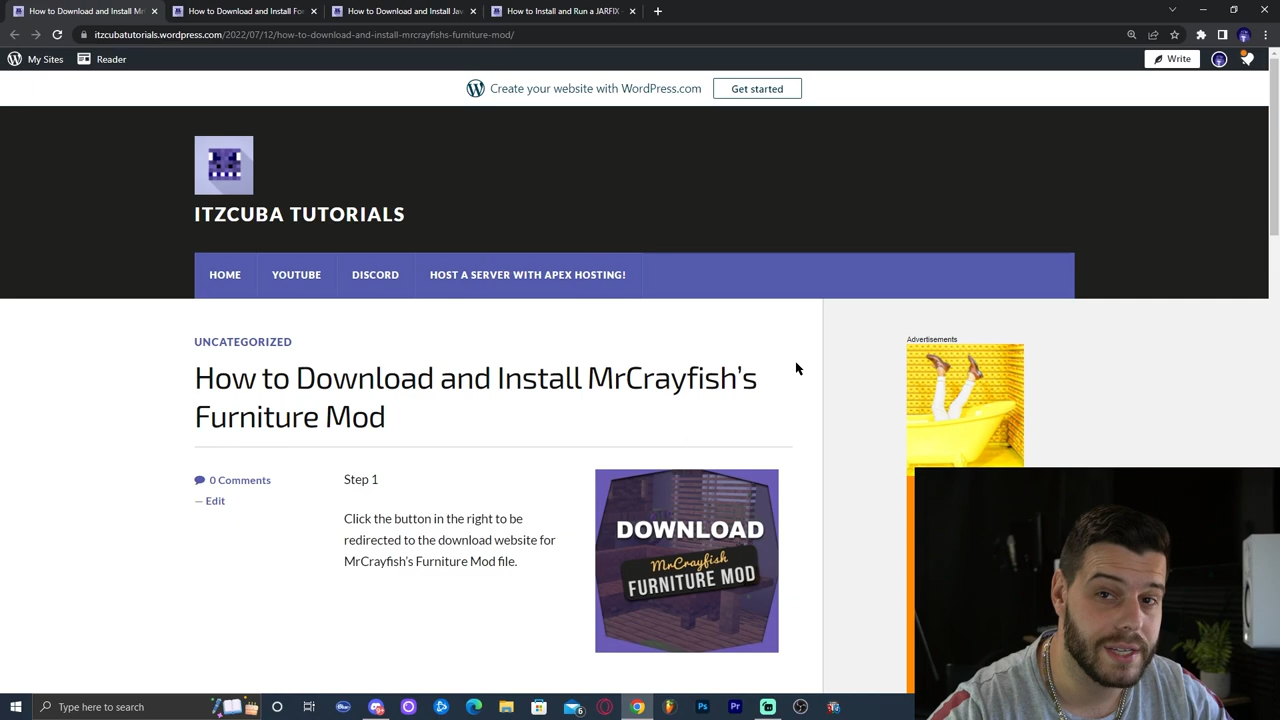 How to Download and Install Mr
How to Download and Install Fo
How to Download and Install Jav
How to Install and Run a JARFIX –
itzcubatutorials.wordpress.com/2022/07/12/how-to-download-and-install-mrcrayfishs-furniture-mod/
My Sites
Reader
Write
Create your website with WordPress.com
Get started
ITZCUBA TUTORIALS
HOME
YOUTUBE
DISCORD
HOST A SERVER WITH APEX HOSTING!
UNCATEGORIZED
How to Download and Install MrCrayfish's
Furniture Mod
0 Comments
— Edit
Step 1
Click the button in the right to be
redirected to the download website for
MrCrayfish's Furniture Mod file.
DOWNLOAD
MrCrayfish
FURNITURE MOD
Advertisements
Type here to search
6
Ps
Pr